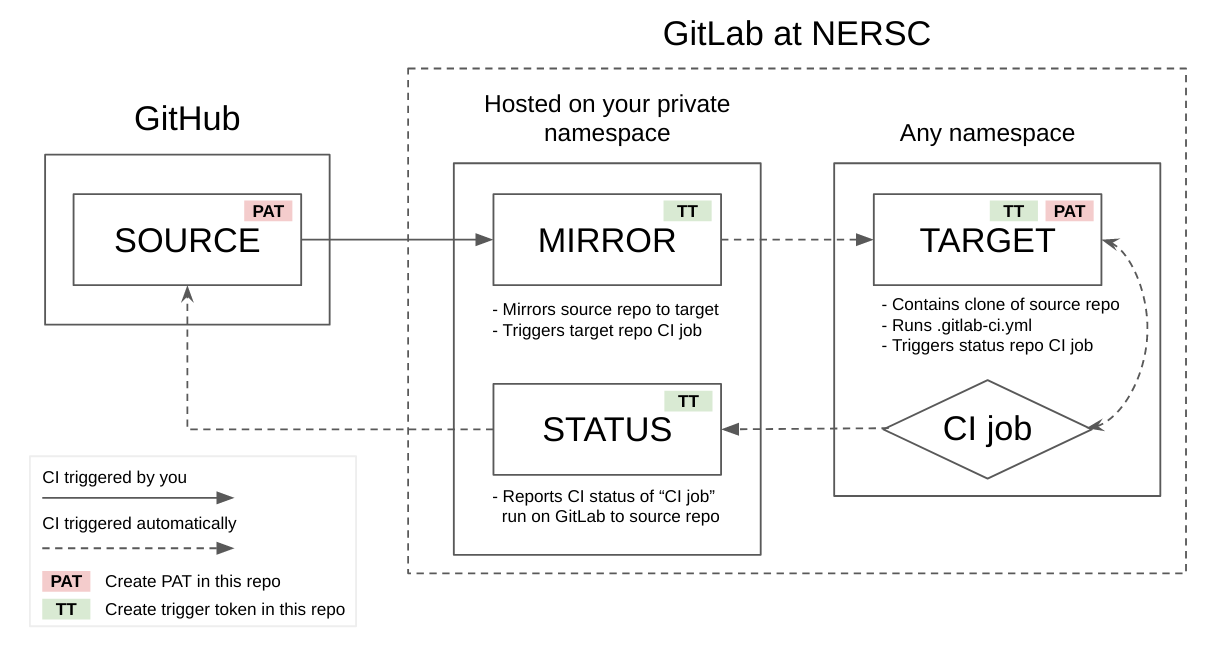 GitLab at NERSC
GitHub
Hosted on your private
namespace
Any namespace
PAT
SOURCE
TT
MIRROR
TT PAT
TARGET
- Mirrors source repo to target
- Triggers target repo CI job
- Contains clone of source repo
- Runs .gitlab-ci.yml
- Triggers status repo CI job
TT
STATUS
CI job
- Reports CI status of “CI job”
run on GitLab to source repo
CI triggered by you
CI triggered automatically
PAT Create PAT in this repo
TT Create trigger token in this repo